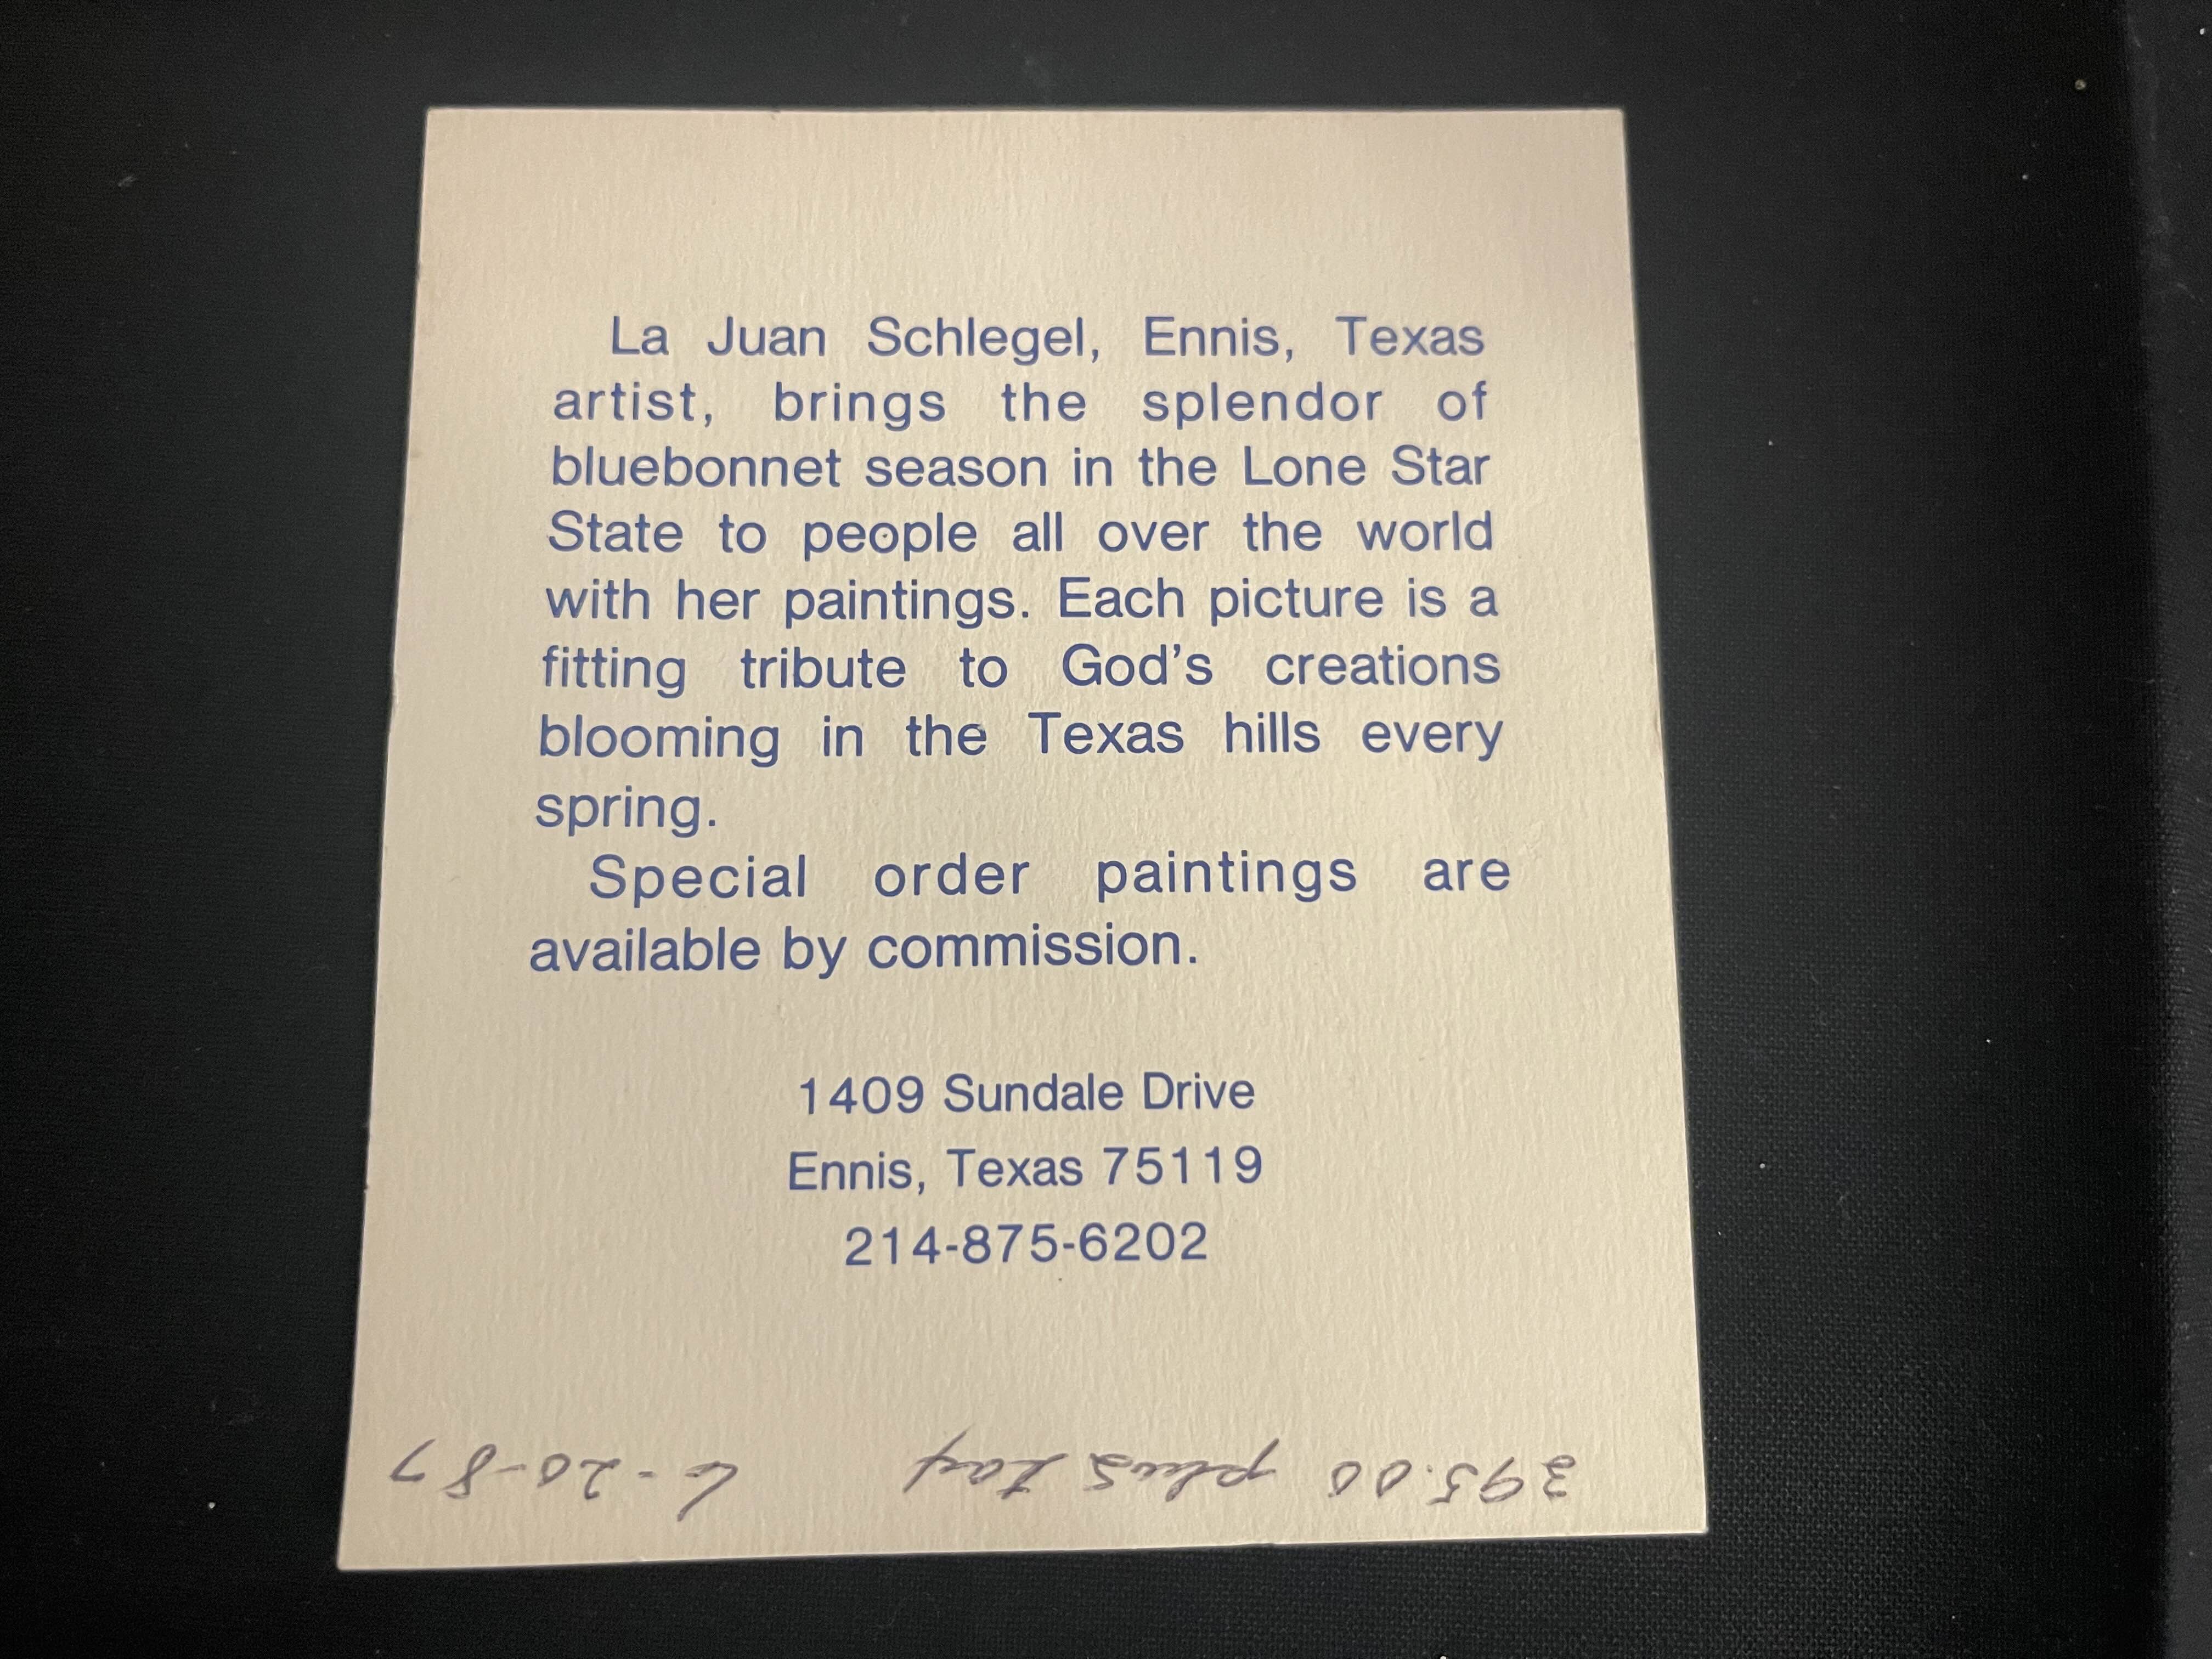 La Juan Schlegel, Ennis, Texas
artist, brings the splendor of
bluebonnet season in the Lone Star
State to people all over the world
with her paintings. Each picture is a
fitting tribute to God's creations
blooming in the Texas hills every
spring.
Special order paintings are
available by commission.
1409 Sundale Drive
Ennis, Texas 75119
214-875-6202
395.00 plus tax 6-20-87